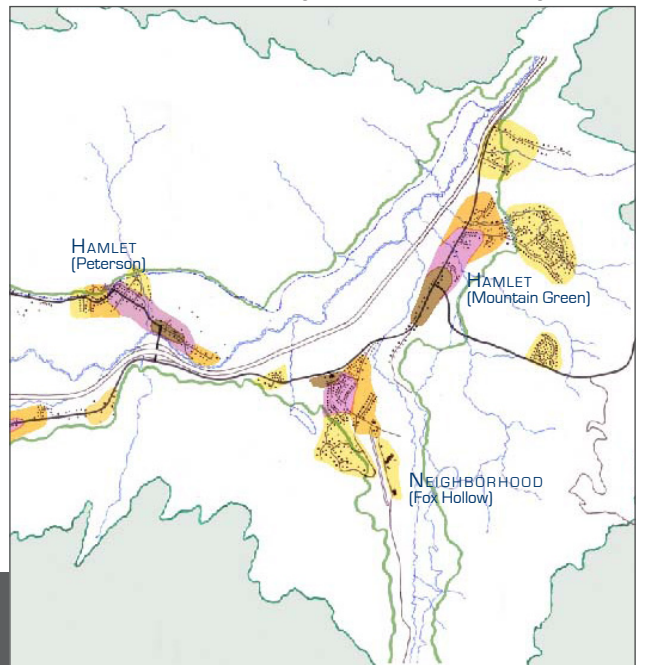 HAMLET
(Peterson)
HAMLET
(Mountain Green)
NEIGHBORHOOD
(Fox Hollow)